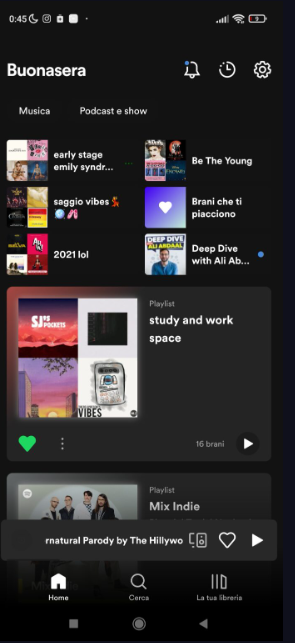 0:45
Buonasera
Musica
Podcast e show
early stage
emily syndr...
Be The Young
saggio vibes💃
🪩🩰
Brani che ti
piacciono
2021 lol
DEEP DIVE
ALI ABDAAL
Deep Dive
with Ali Ab...
SJ'S
POCKETS
VIBES
Playlist
study and work
space
16 brani
Playlist
Mix Indie
rnatural Parody by The Hillywo
Home
Cerca
La tua libreria